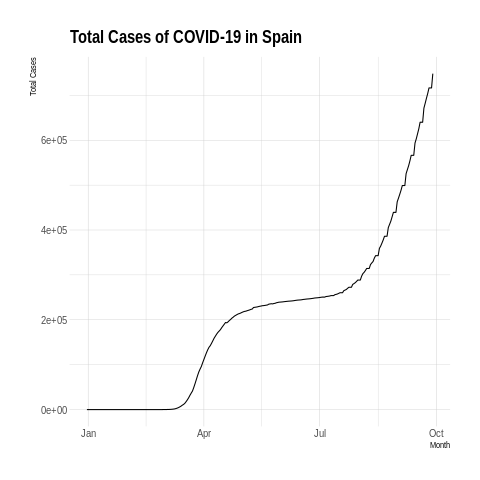 Total Cases of COVID-19 in Spain
Total Cases
6e+05
4e+05
2e+05
0e+00
Jan Apr Jul Oct
Month